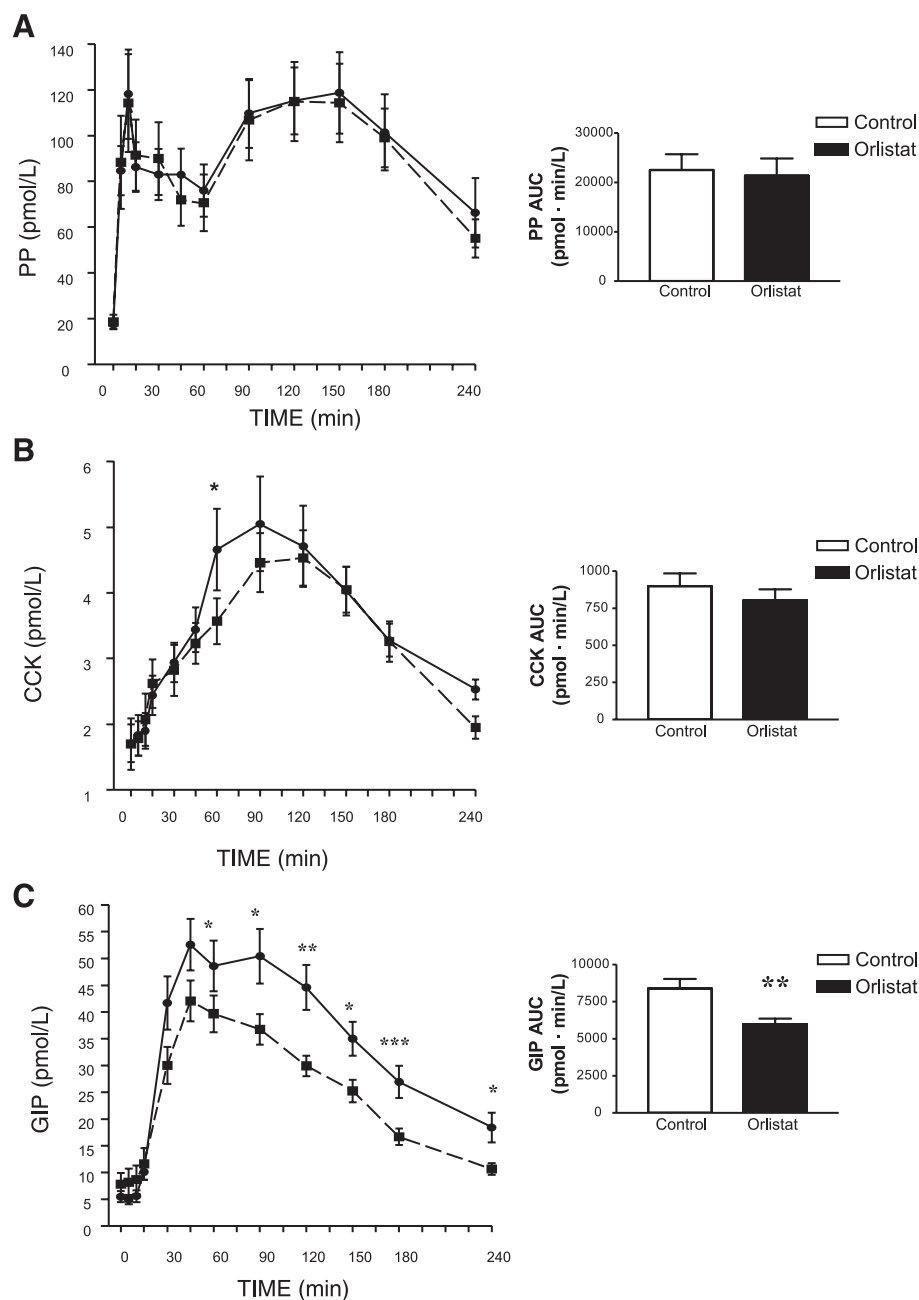 A
PP (pmol/L)
140
120
100
80
60
40
20
0
0 30 60 90 120 150 180 240
TIME (min)
PP AUC
(pmol · min/L)
30000
20000
10000
0
Control Orlistat
Control
Orlistat
B
CCK (pmol/L)
6
5
4
3
2
1
0 30 60 90 120 150 180 240
TIME (min)
*
CCK AUC
(pmol · min/L)
1000
750
500
250
0
Control Orlistat
Control
Orlistat
C
GIP (pmol/L)
60
55
50
45
40
35
30
25
20
15
10
5
0
0 30 60 90 120 150 180 240
TIME (min)
* * ** * *** *
GIP AUC
(pmol · min/L)
10000
7500
5000
2500
0
**
Control Orlistat
Control
Orlistat